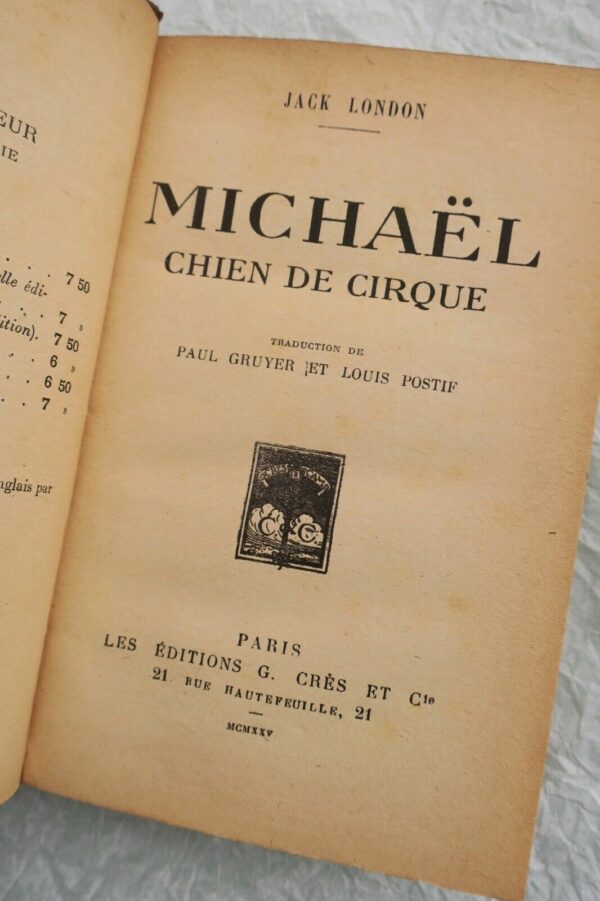 EUR
IE
. . . 7 50
elle édi-
. . . 7 »
dition). 7 50
. . . 6 »
. . . 6 50
. . . 7 »
nglais par
JACK LONDON
MICHAËL
CHIEN DE CIRQUE
TRADUCTION DE
PAUL GRUYER ET LOUIS POSTIF
C G C
PARIS
LES ÉDITIONS G. CRÈS ET Cie
21 RUE HAUTEFEUILLE, 21
MCMXXV